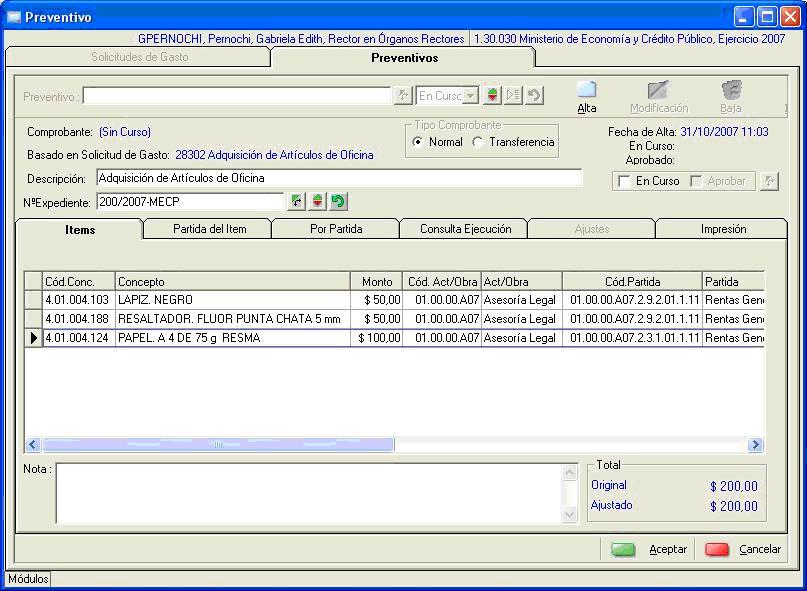 Preventivo
GPERNOCHI, Pernochi, Gabriela Edith, Rector en Órganos Rectores 1.30.030 Ministerio de Economía y Crédito Público, Ejercicio 2007
Solicitudes de Gasto Preventivos
Preventivo : En Curso Alta Modificación Baja
Comprobante: (Sin Curso) Tipo Comprobante Fecha de Alta: 31/10/2007 11:03
Normal Transferencia En Curso:
Basado en Solicitud de Gasto: 28302 Adquisición de Artículos de Oficina Aprobado:
Descripción: Adquisición de Artículos de Oficina En Curso Aprobar
NºExpediente: 200/2007-MECP
Items Partida del Item Por Partida Consulta Ejecución Ajustes Impresión
Cód.Conc. Concepto Monto Cód. Act/Obra Act/Obra Cód.Partida Partida
4.01.004.103 LAPIZ. NEGRO $ 50,00 01.00.00.A07 Asesoría Legal 01.00.00.A07.2.9.2.01.1.11 Rentas Gen
4.01.004.188 RESALTADOR. FLUOR PUNTA CHATA 5 mm $ 50,00 01.00.00.A07 Asesoría Legal 01.00.00.A07.2.9.2.01.1.11 Rentas Gen
4.01.004.124 PAPEL. A 4 DE 75 g RESMA $ 100,00 01.00.00.A07 Asesoría Legal 01.00.00.A07.2.3.1.01.1.11 Rentas Gen
Nota : Total
Original $ 200,00
Ajustado $ 200,00
Aceptar Cancelar
Módulos